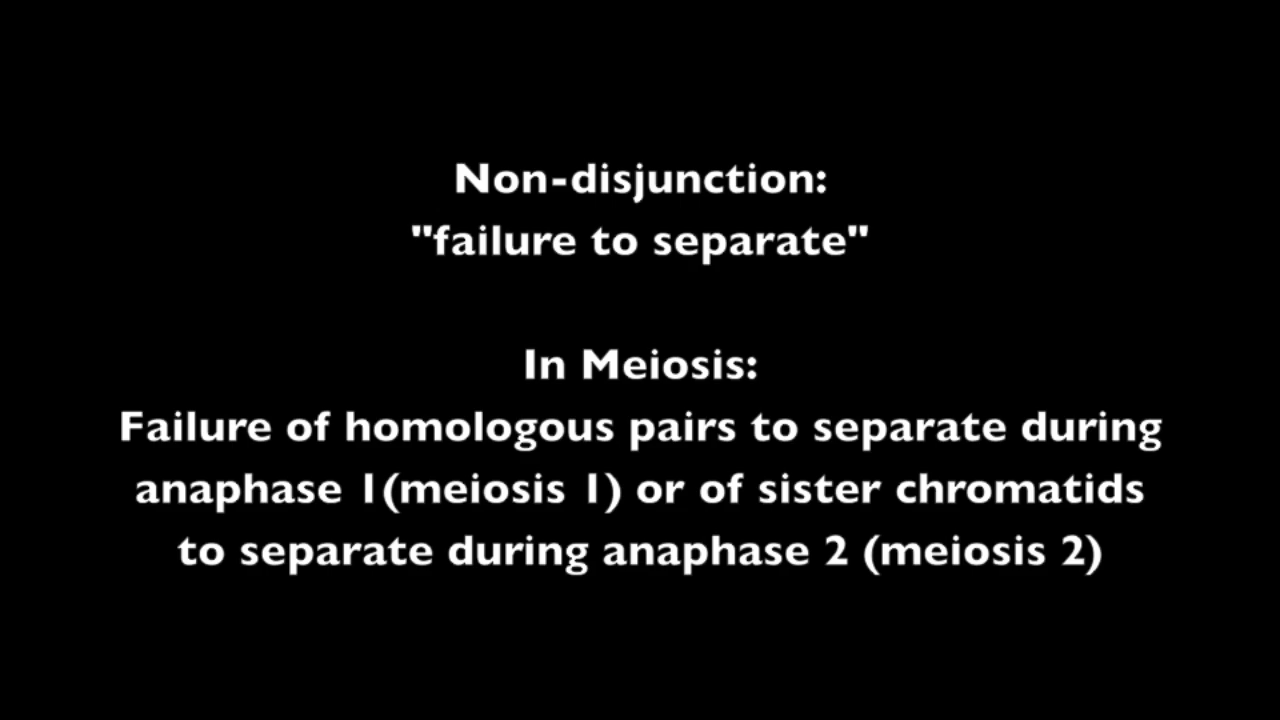 Non-disjunction:
"failure to separate"
In Meiosis:
Failure of homologous pairs to separate during
anaphase 1(meiosis 1) or of sister chromatids
to separate during anaphase 2 (meiosis 2)